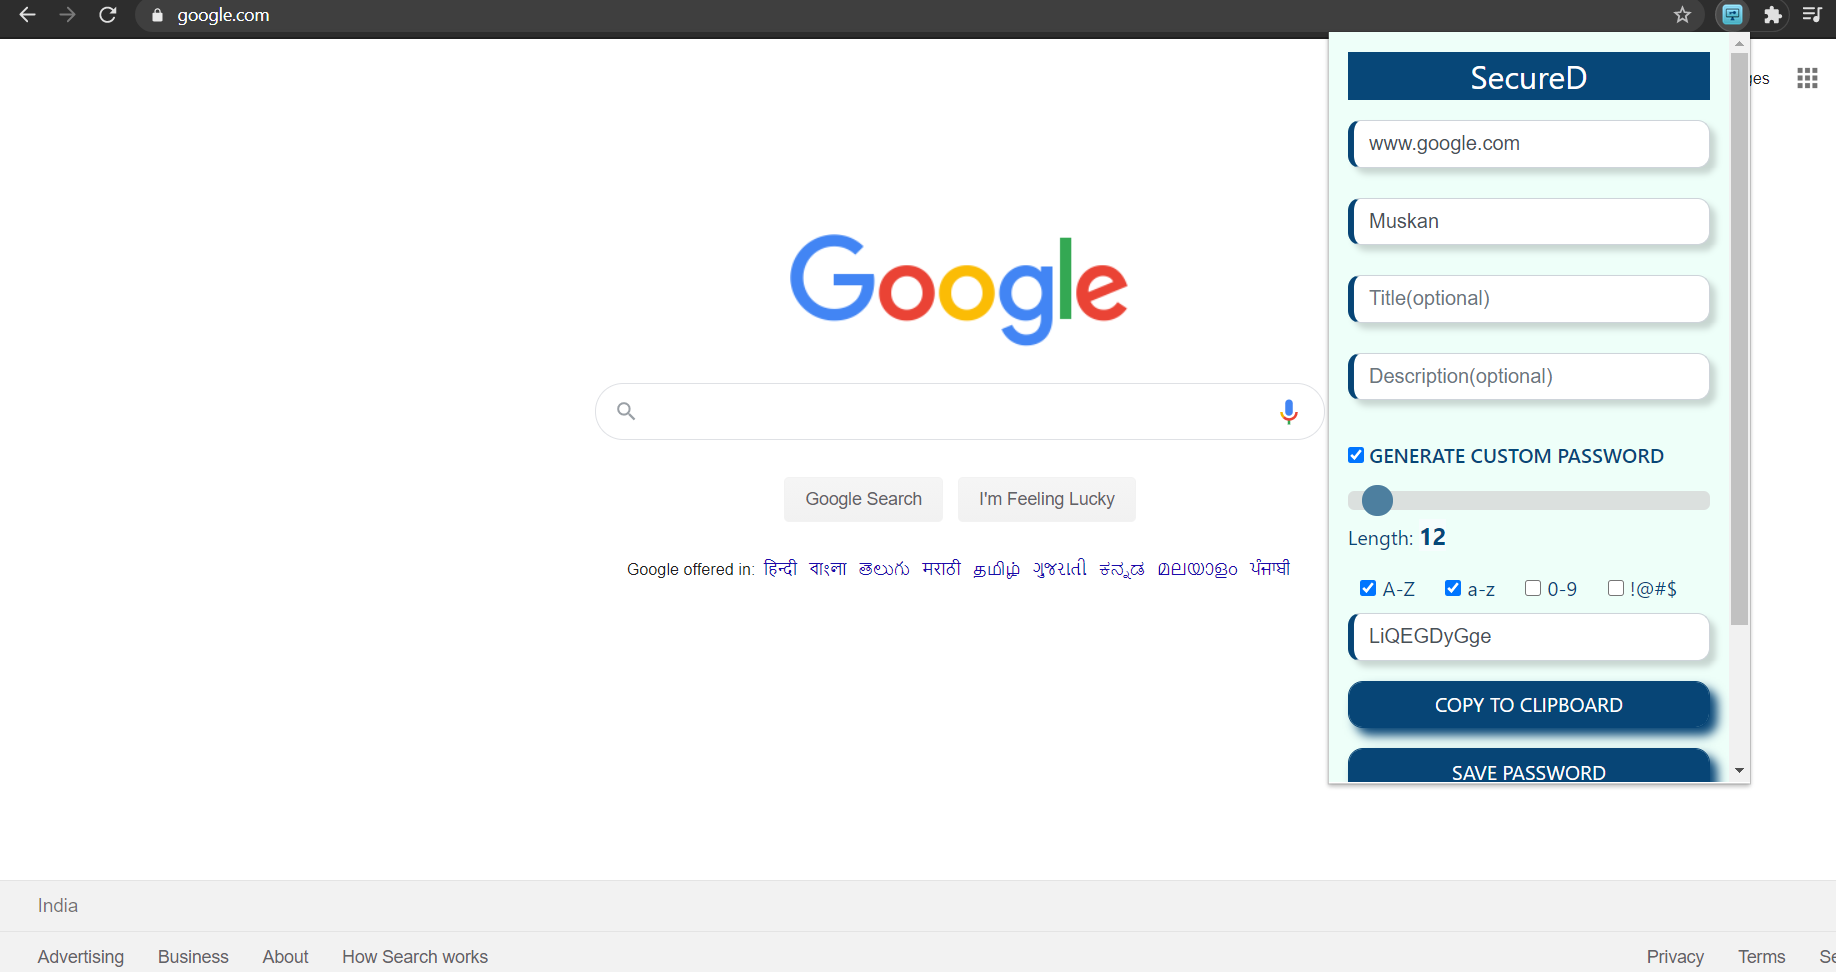 google.com
ges
SecureD
www.google.com
Muskan
Title(optional)
Description(optional)
GENERATE CUSTOM PASSWORD
Length: 12
A-Z a-z 0-9 !@#$
LiQEGDyGge
COPY TO CLIPBOARD
SAVE PASSWORD
Google
Google Search I'm Feeling Lucky
Google offered in: हिन्दी বাংলা తెలుగు मराठी தமிழ் ગુજરાતી ಕನ್ನಡ മലയാളം ਪੰਜਾਬੀ
India
Advertising Business About How Search works Privacy Terms Se